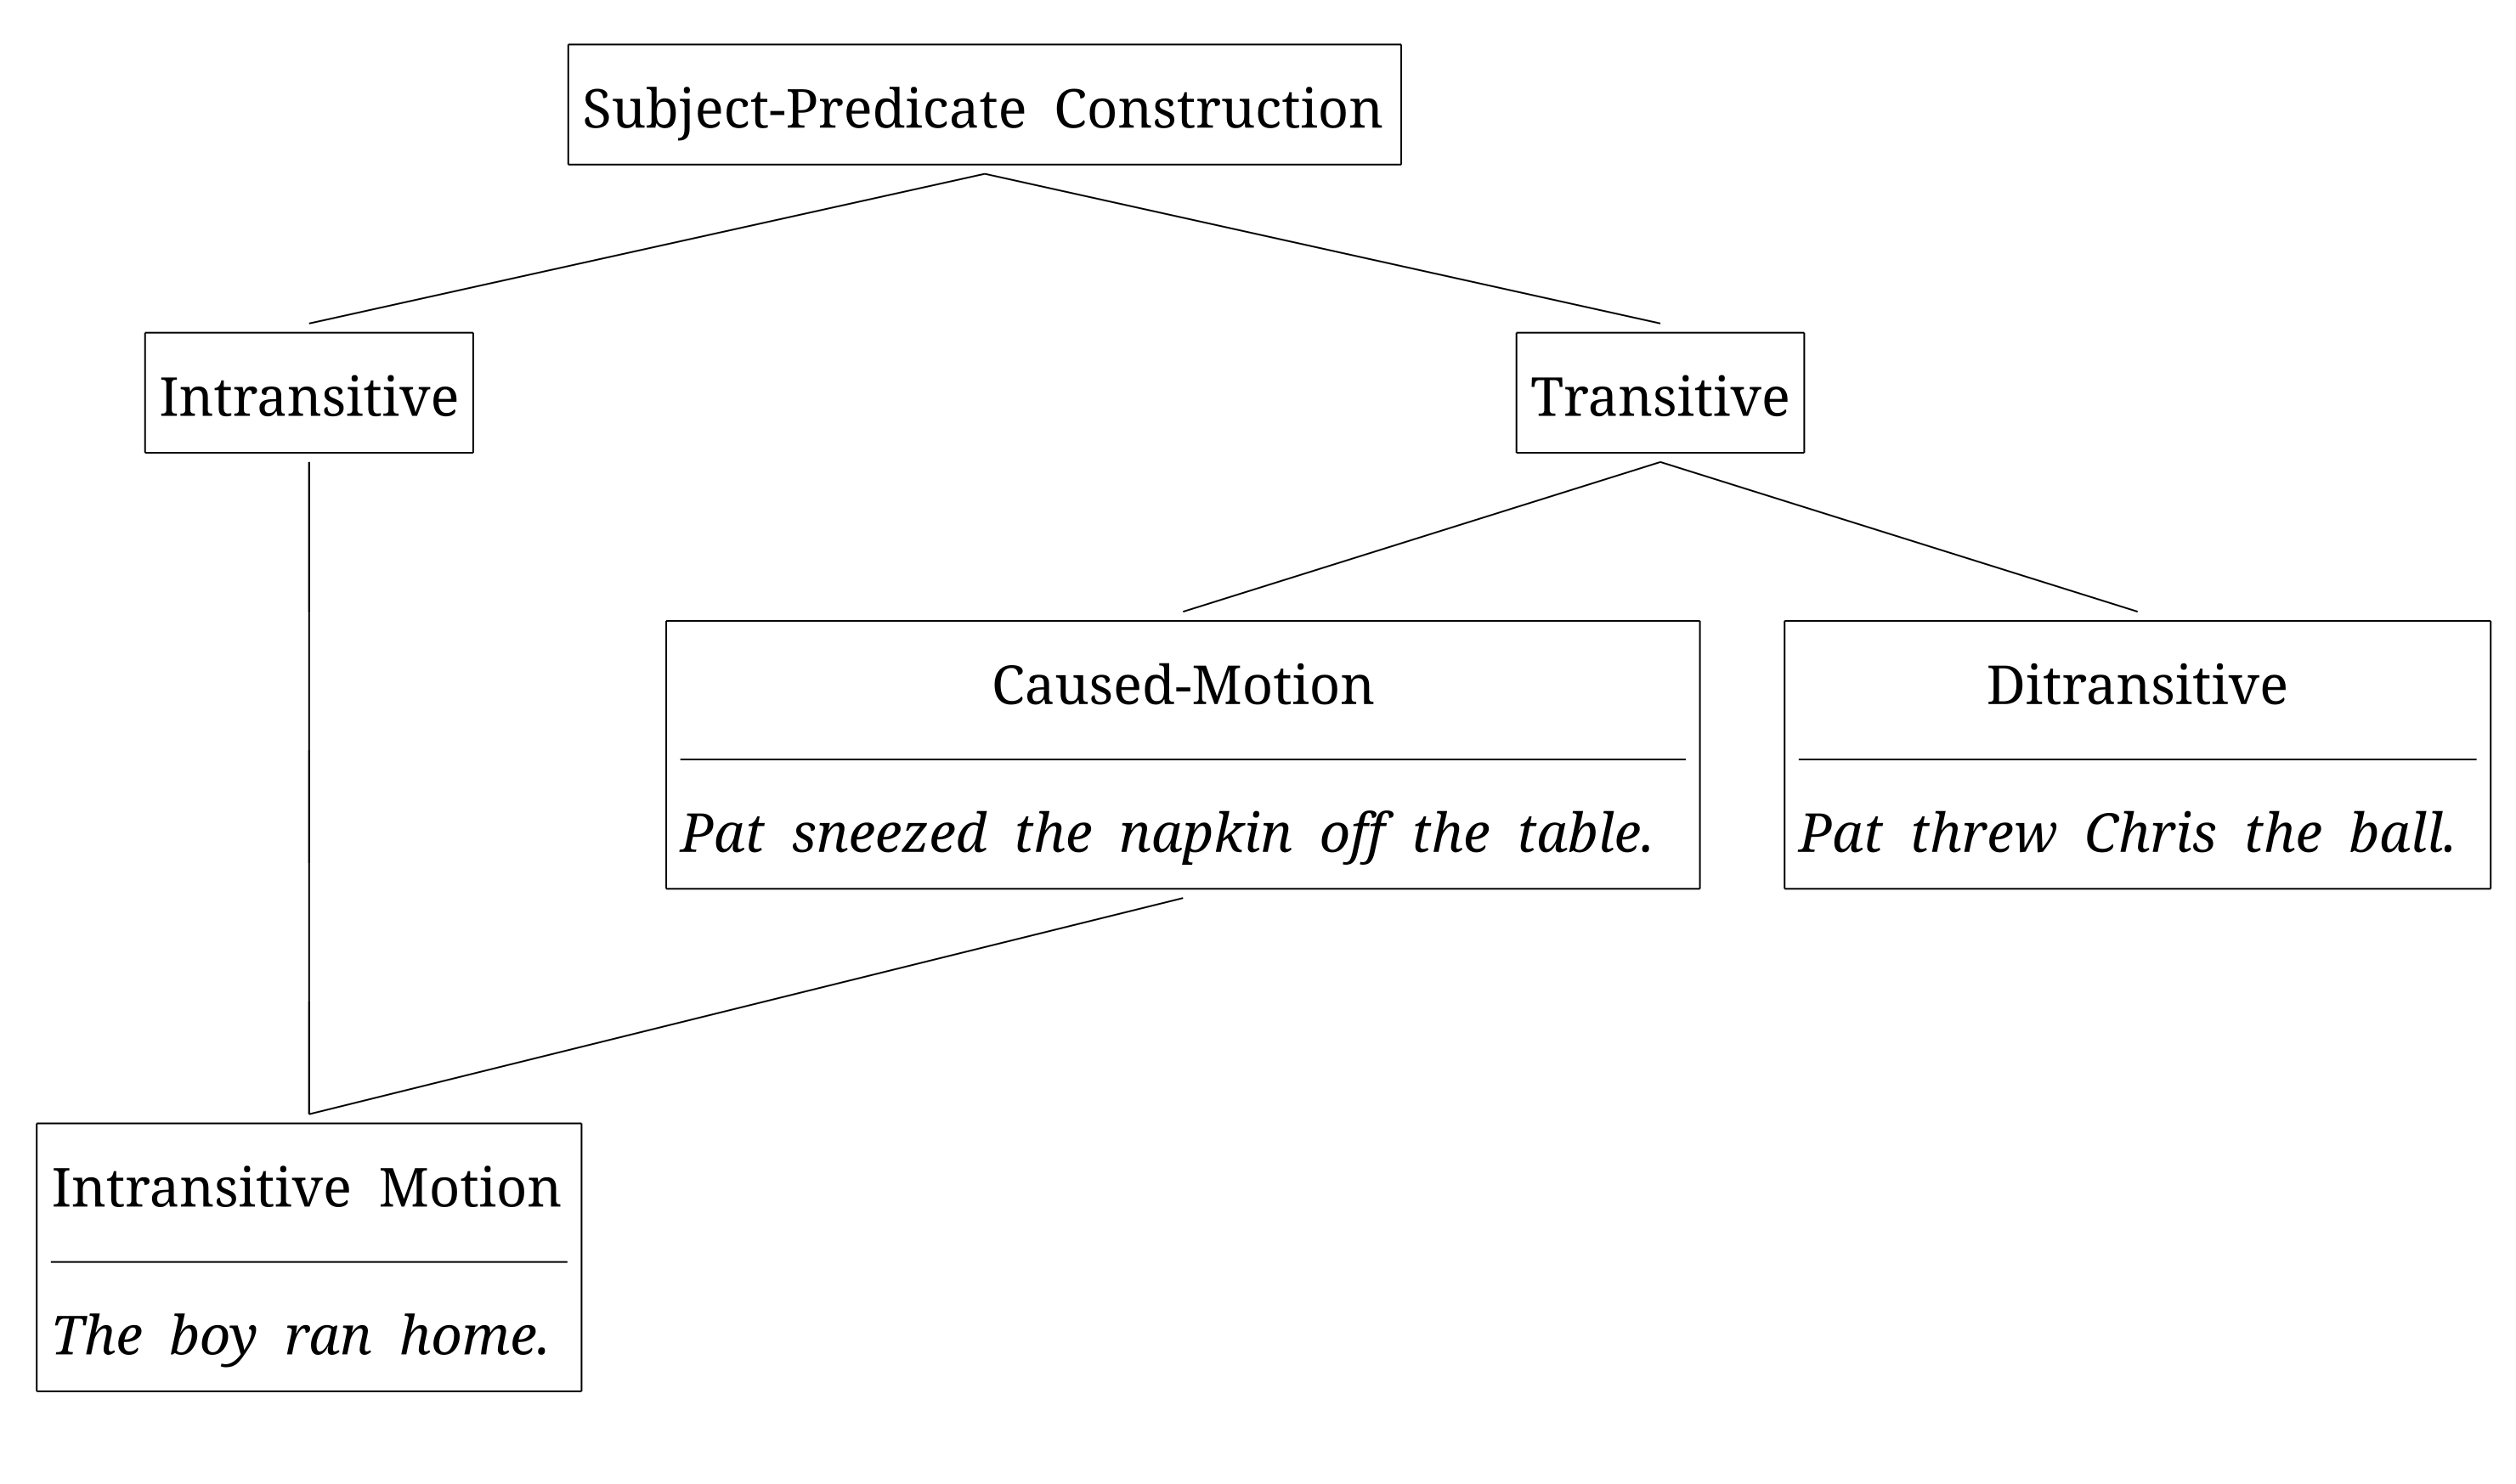 Subject-Predicate Construction
Intransitive
Transitive
Caused-Motion
Pat sneezed the napkin off the table.
Ditransitive
Pat threw Chris the ball.
Intransitive Motion
The boy ran home.